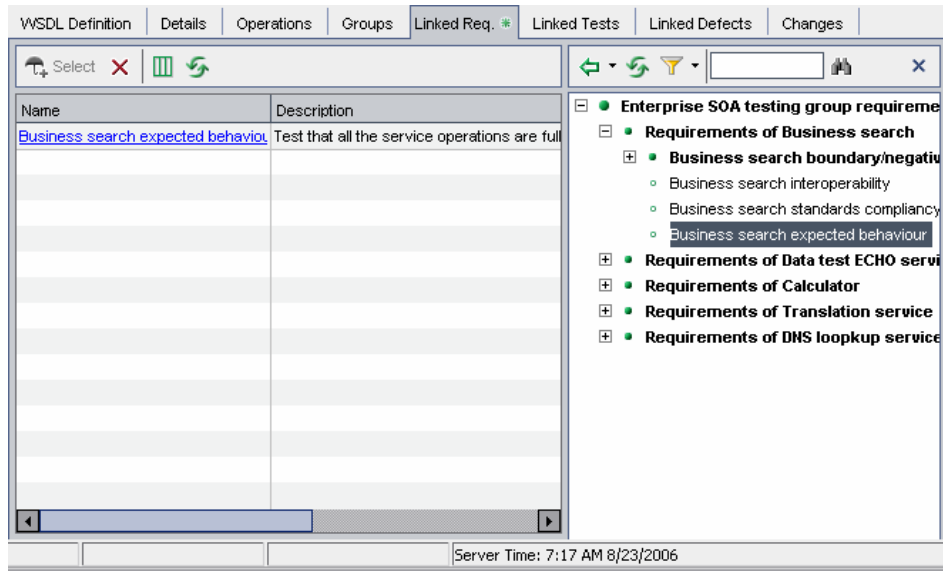 WSDL Definition Details Operations Groups Linked Req. Linked Tests Linked Defects Changes
Select
Name Description
Business search expected behaviou Test that all the service operations are full
Enterprise SOA testing group requireme
Requirements of Business search
Business search boundary/negativ
Business search interoperability
Business search standards compliancy
Business search expected behaviour
Requirements of Data test ECHO servi
Requirements of Calculator
Requirements of Translation service
Requirements of DNS loopkup service
Server Time: 7:17 AM 8/23/2006